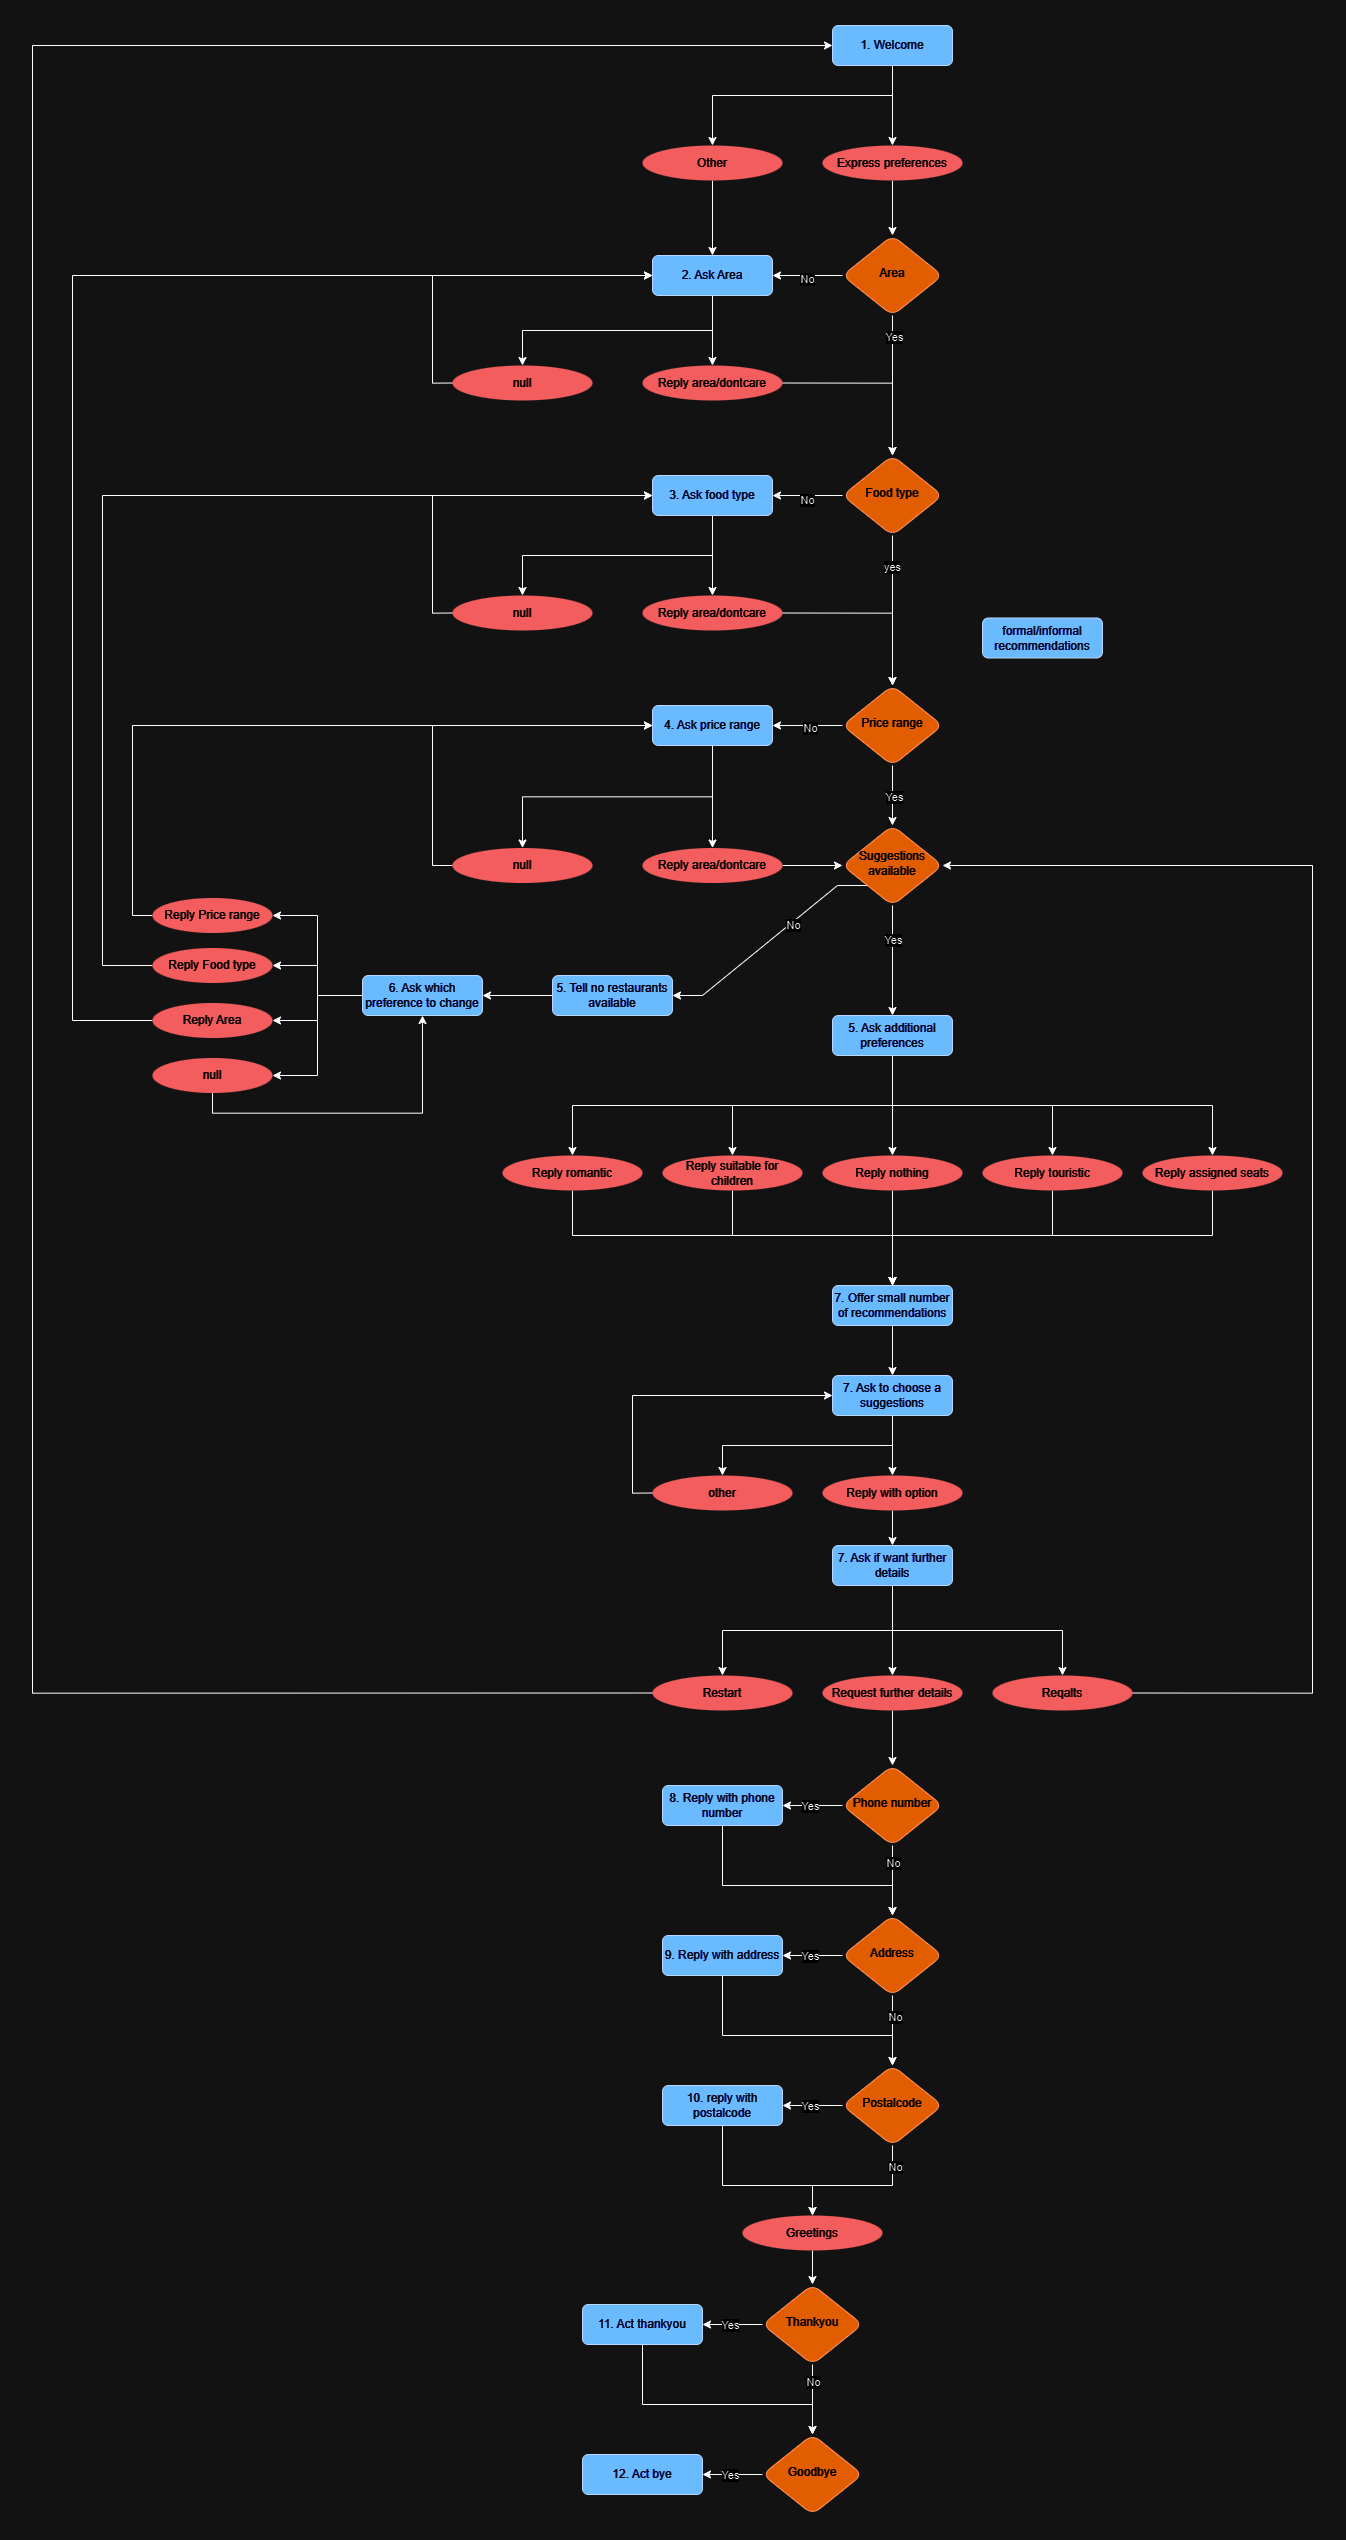 1. Welcome
Other
Express preferences
2. Ask Area
No
Area
Yes
null
Reply area/dontcare
3. Ask food type
No
Food type
yes
null
Reply area/dontcare
formal/informal
recommendations
4. Ask price range
No
Price range
Yes
null
Reply area/dontcare
Suggestions
available
Reply Price range
No
Yes
Reply Food type
6. Ask which
preference to change
5. Tell no restaurants
available
Reply Area
5. Ask additional
preferences
null
Reply romantic
Reply suitable for
children
Reply nothing
Reply touristic
Reply assigned seats
7. Offer small number
of recommendations
7. Ask to choose a
suggestions
other
Reply with option
7. Ask if want further
details
Restart
Request further details
Reqalts
8. Reply with phone
number
Yes
Phone number
No
9. Reply with address
Yes
Address
No
10. reply with
postalcode
Yes
Postalcode
No
Greetings
11. Act thankyou
Yes
Thankyou
No
12. Act bye
Yes
Goodbye